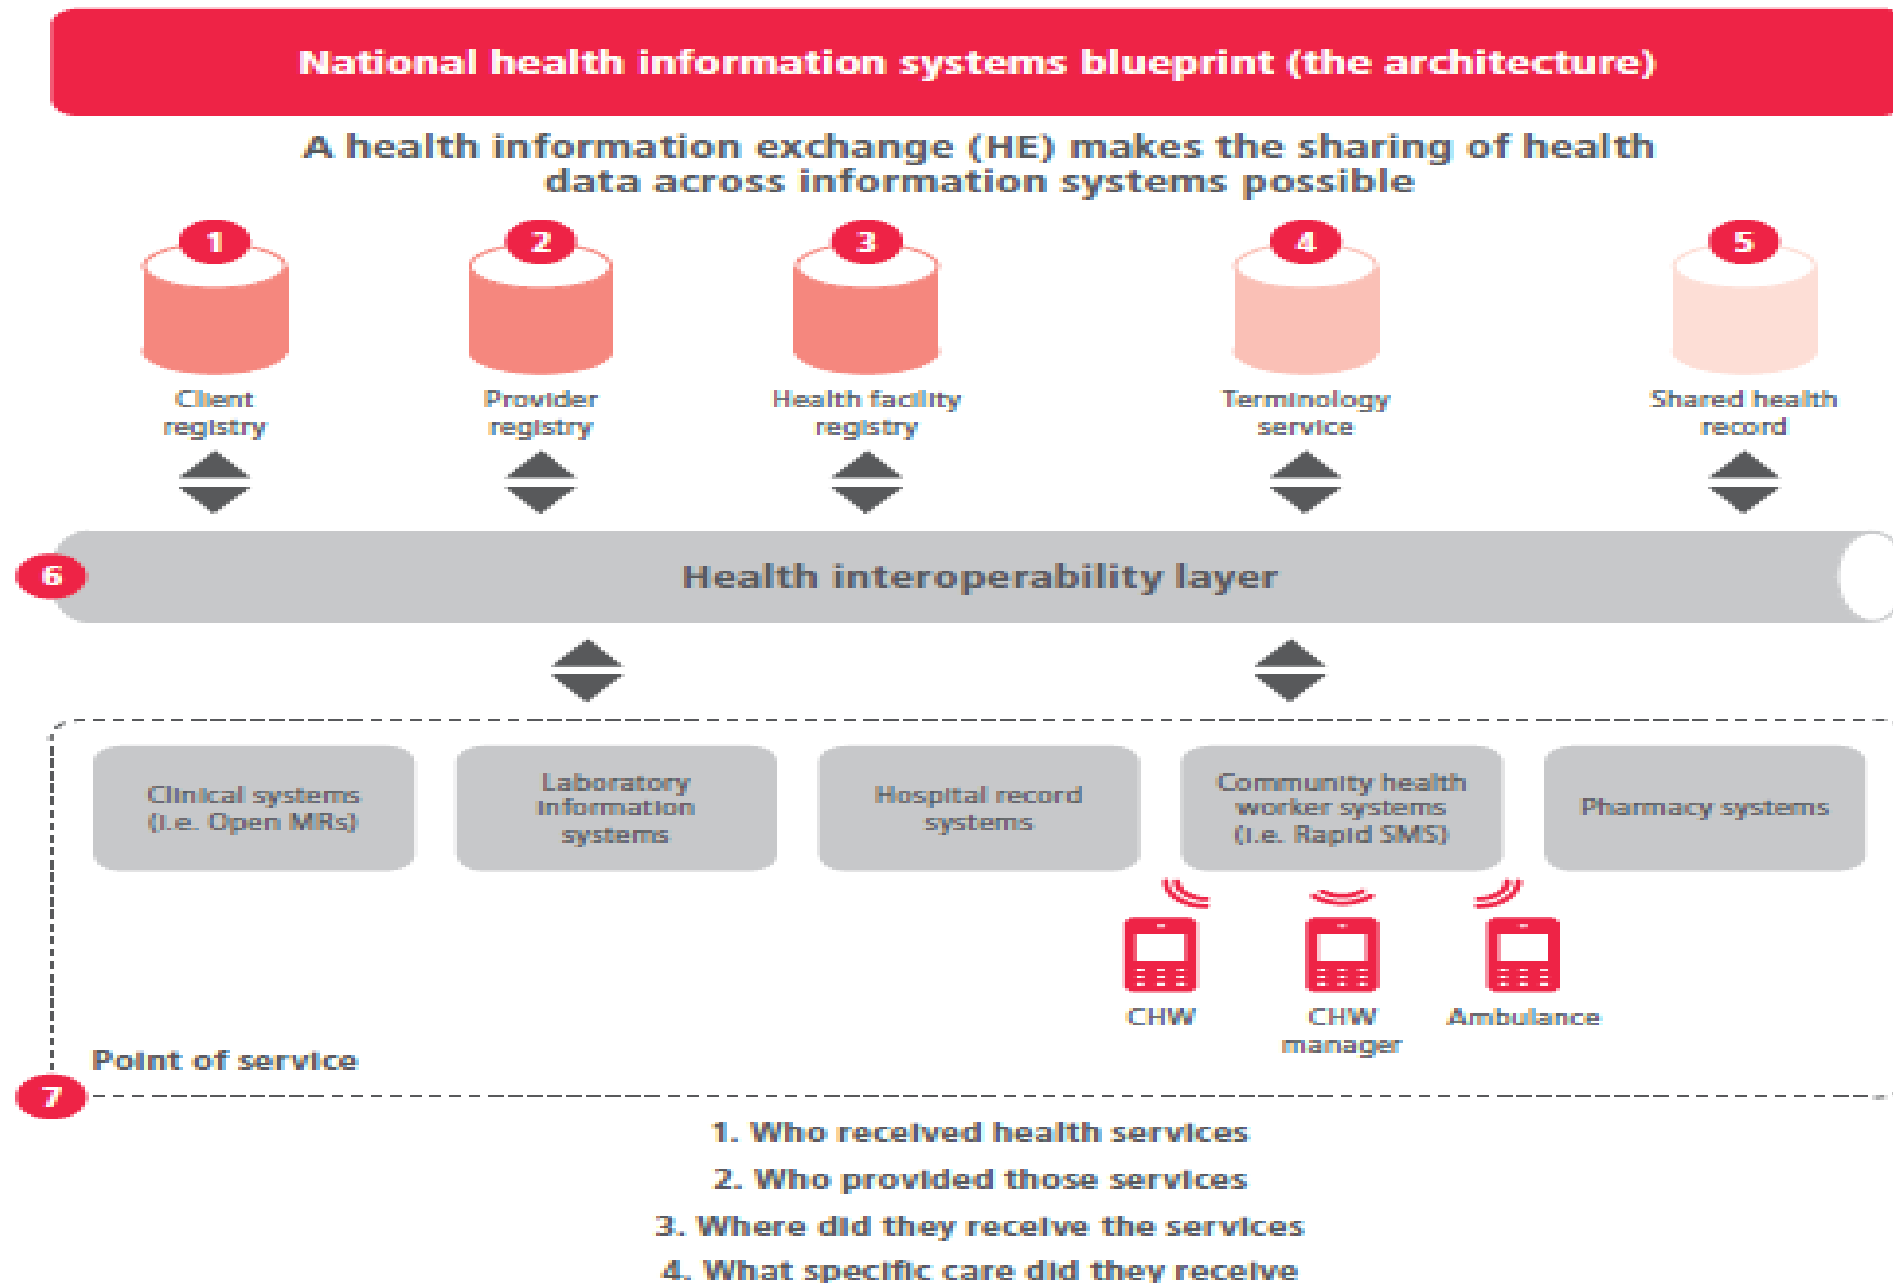 National health information systems blueprint (the architecture)
A health information exchange (HE) makes the sharing of health
data across information systems possible
1
2
3
4
5
Client
registry
Provider
registry
Health facility
registry
Terminology
service
Shared health
record
6
Health interoperability layer
Clinical systems
(i.e. Open MRs)
Laboratory
information
systems
Hospital record
systems
Community health
worker systems
(i.e. Rapid SMS)
Pharmacy systems
CHW
CHW
manager
Ambulance
Point of service
7
1. Who received health services
2. Who provided those services
3. Where did they receive the services
4. What specific care did they receive